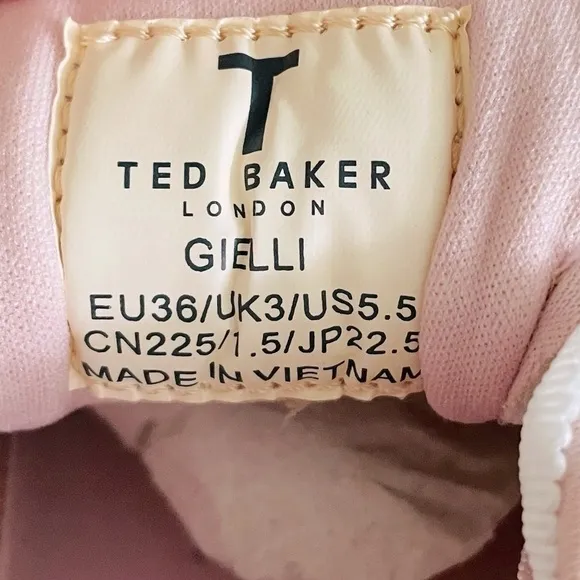 T
TED BAKER
LONDON
GIELLI
EU36/UK3/US5.5
CN225/1.5/JP22.5
MADE IN VIETNAM